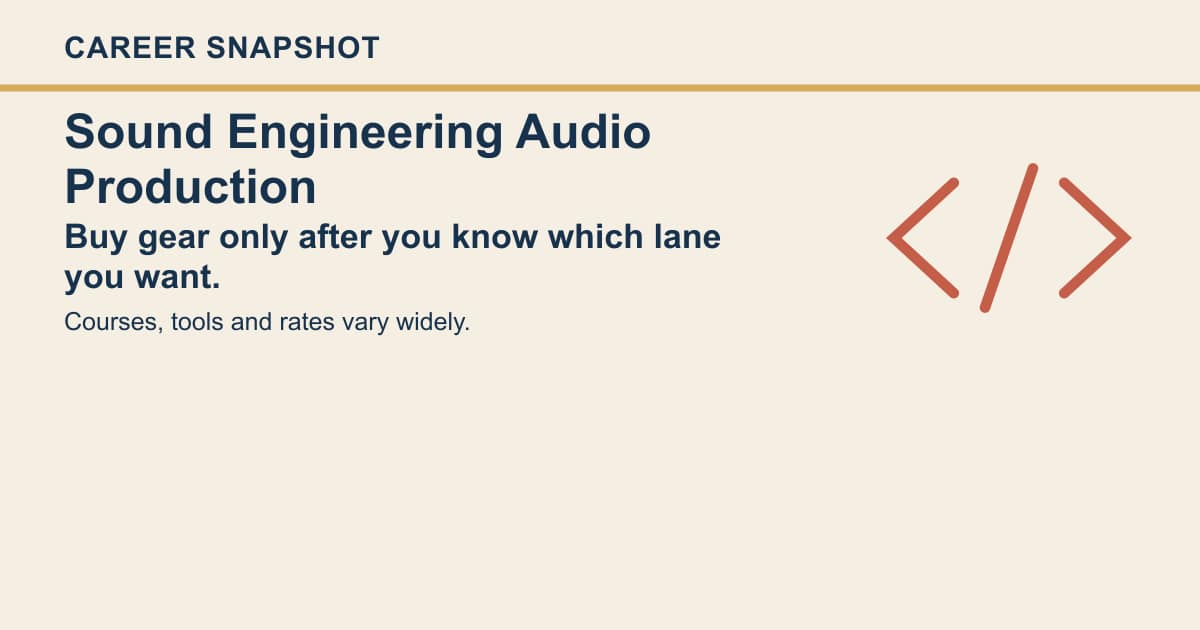 CAREER SNAPSHOT
Sound Engineering Audio
Production
Buy gear only after you know which lane
you want.
Courses, tools and rates vary widely.